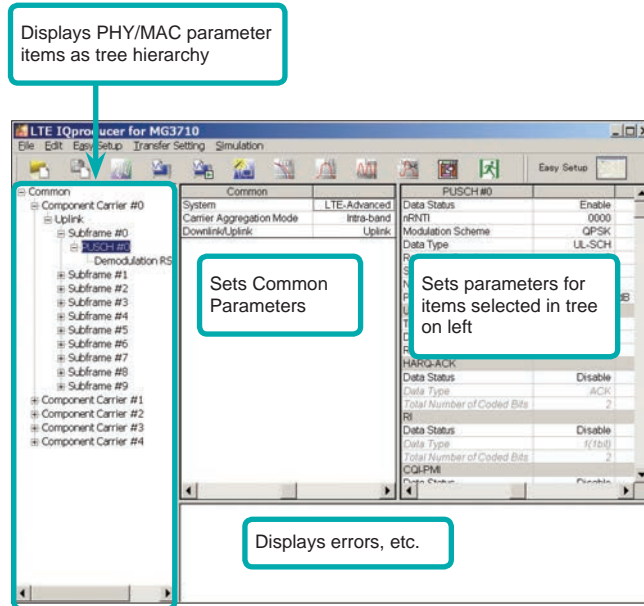 Displays PHY/MAC parameter
items as tree hierarchy
LTE IQproducer for MG3710
File Edit Easy Setup Transfer Setting Simulation
Easy Setup
Common
Component Carrier #0
Uplink
Subframe #0
PUSCH #0
Demodulation RS
Subframe #1
Subframe #2
Subframe #3
Subframe #4
Subframe #5
Subframe #6
Subframe #7
Subframe #8
Subframe #9
Component Carrier #1
Component Carrier #2
Component Carrier #3
Component Carrier #4
Common
System LTE-Advanced
Carrier Aggregation Mode Intra-band
Downlink/Uplink Uplink
Sets Common
Parameters
PUSCH #0
Data Status Enable
nRNTI 0000
Modulation Scheme QPSK
Data Type UL-SCH
dB
Sets parameters for
items selected in tree
on left
HARQ-ACK
Data Status Disable
Data Type ACK
Total Number of Coded Bits 2
RI
Data Status Disable
Data Type f(1bit)
Total Number of Coded Bits 2
CQI-PMI
Data Status Disable
Displays errors, etc.